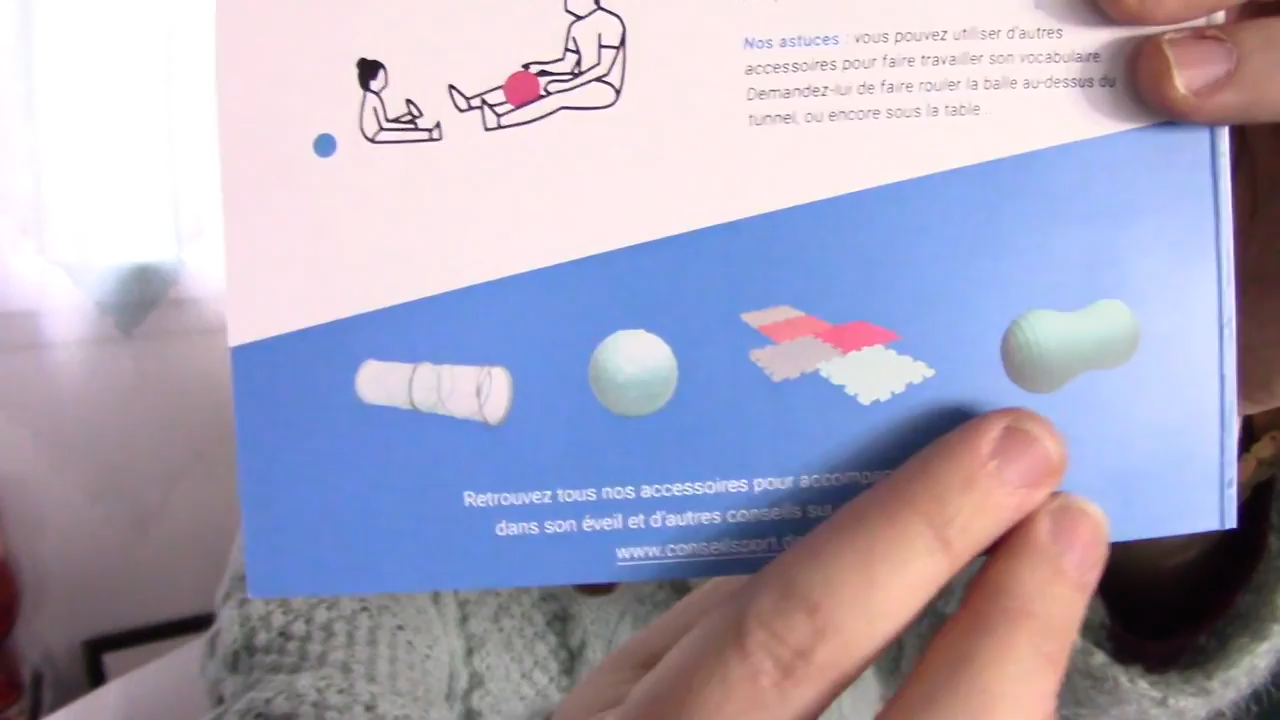 Nos astuces : vous pouvez utiliser d'autres
accessoires pour faire travailler son vocabulaire.
Demandez-lui de faire rouler la balle au-dessus du
tunnel, ou encore sous la table...
Retrouvez tous nos accessoires pour
dans son éveil et d'autres conseils sur